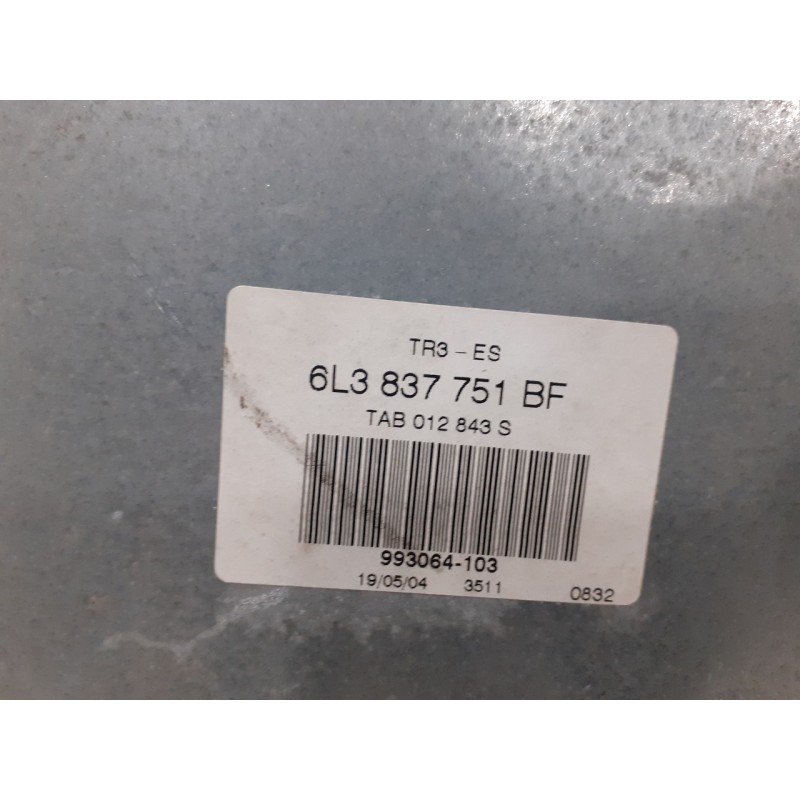 TR3 - ES
6L3 837 751 BF
TAB 012 843 S
993064-103
19/05/04 3511 0832